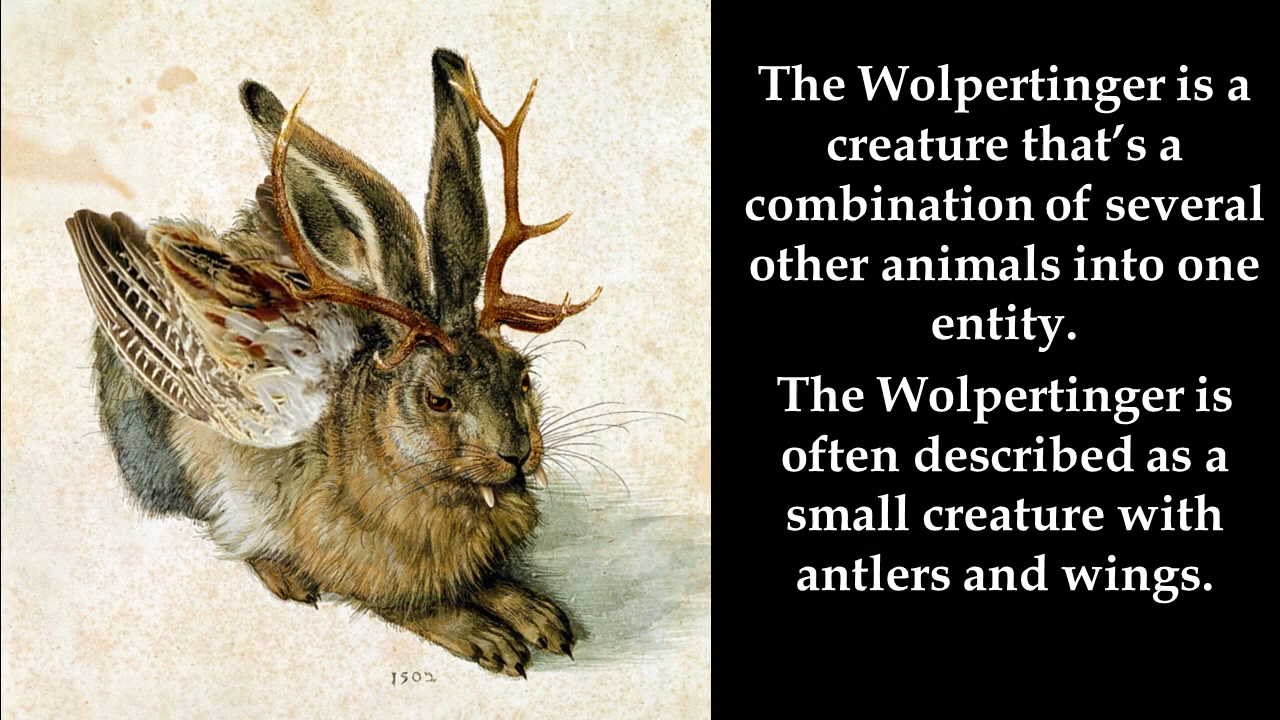 The Wolpertinger is a
creature that’s a
combination of several
other animals into one
entity.
The Wolpertinger is
often described as a
small creature with
antlers and wings.
1502